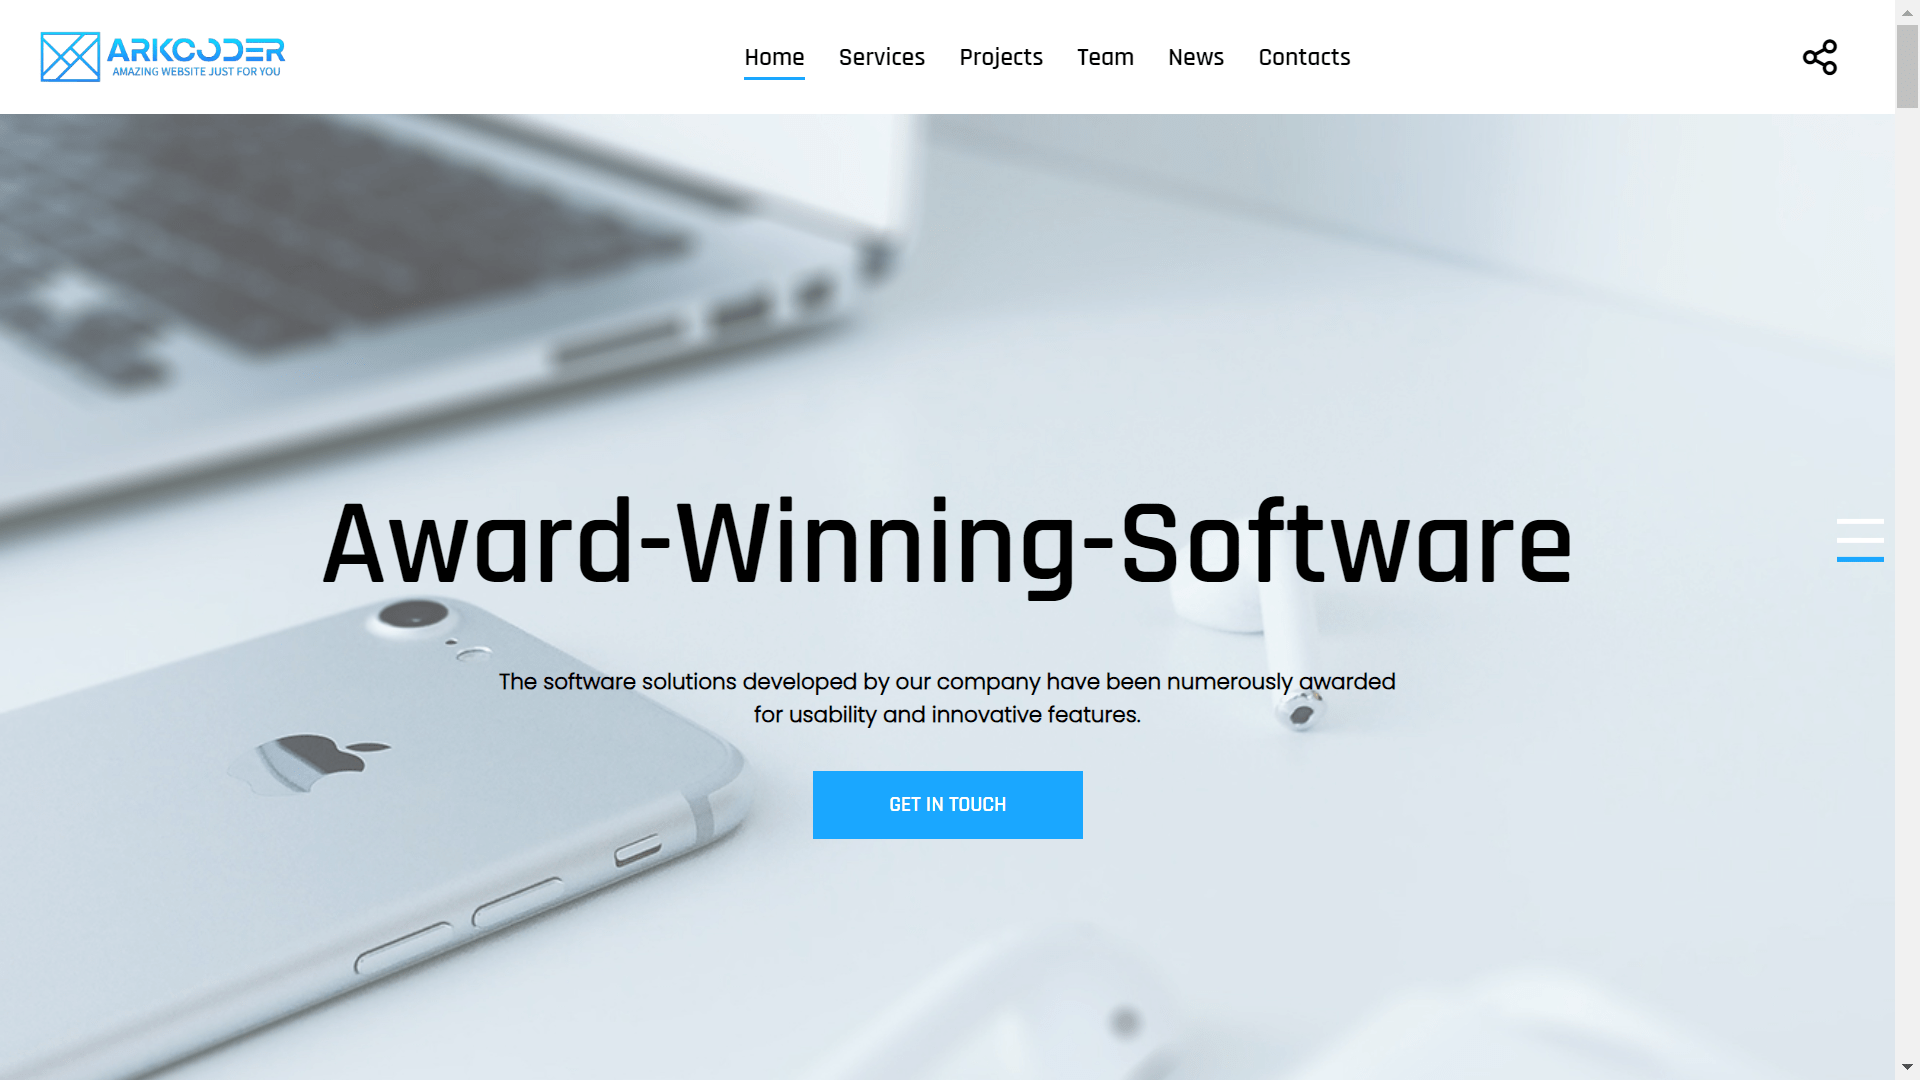 ARKCODER
AMAZING WEBSITE JUST FOR YOU
Home Services Projects Team News Contacts
Award-Winning-Software
The software solutions developed by our company have been numerously awarded
for usability and innovative features.
GET IN TOUCH